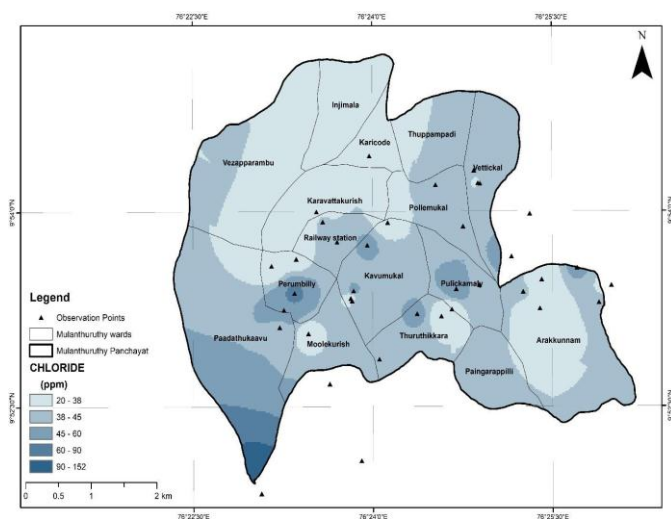 76°22'30"E 76°24'0"E 76°25'30"E
N
Injimala
Karicode
Thuppampadi
Vezapparambu
Vettickal
Karavattakurish
Pollemukal
Railway station
Kavumukal
Perumbilly
Pulickamaly
Legend
Observation Points
Mulanthuruthy wards
Mulanthuruthy Panchayat
CHLORIDE
(ppm)
20 - 38
38 - 45
45 - 60
60 - 90
90 - 152
Paadathukaavu
Moolekurish
Thuruthikkara
Arakkunnam
Paingarappilli
0 0.5 1 2 km
76°22'30"E 76°24'0"E 76°25'30"E